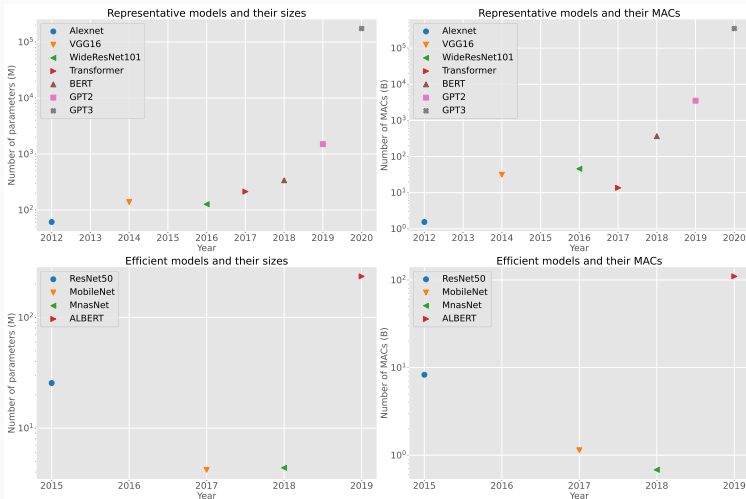 Representative models and their sizes
Number of parameters (M)
10^5
10^4
10^3
10^2
Alexnet
VGG16
WideResNet101
Transformer
BERT
GPT2
GPT3
2012 2013 2014 2015 2016 2017 2018 2019 2020
Year
Representative models and their MACs
Number of MACs (B)
10^5
10^4
10^3
10^2
10^1
10^0
Alexnet
VGG16
WideResNet101
Transformer
BERT
GPT2
GPT3
2012 2013 2014 2015 2016 2017 2018 2019 2020
Year
Efficient models and their sizes
Number of parameters (M)
10^2
10^1
ResNet50
MobileNet
MnasNet
ALBERT
2015 2016 2017 2018 2019
Year
Efficient models and their MACs
Number of MACs (B)
10^2
10^1
10^0
ResNet50
MobileNet
MnasNet
ALBERT
2015 2016 2017 2018 2019
Year